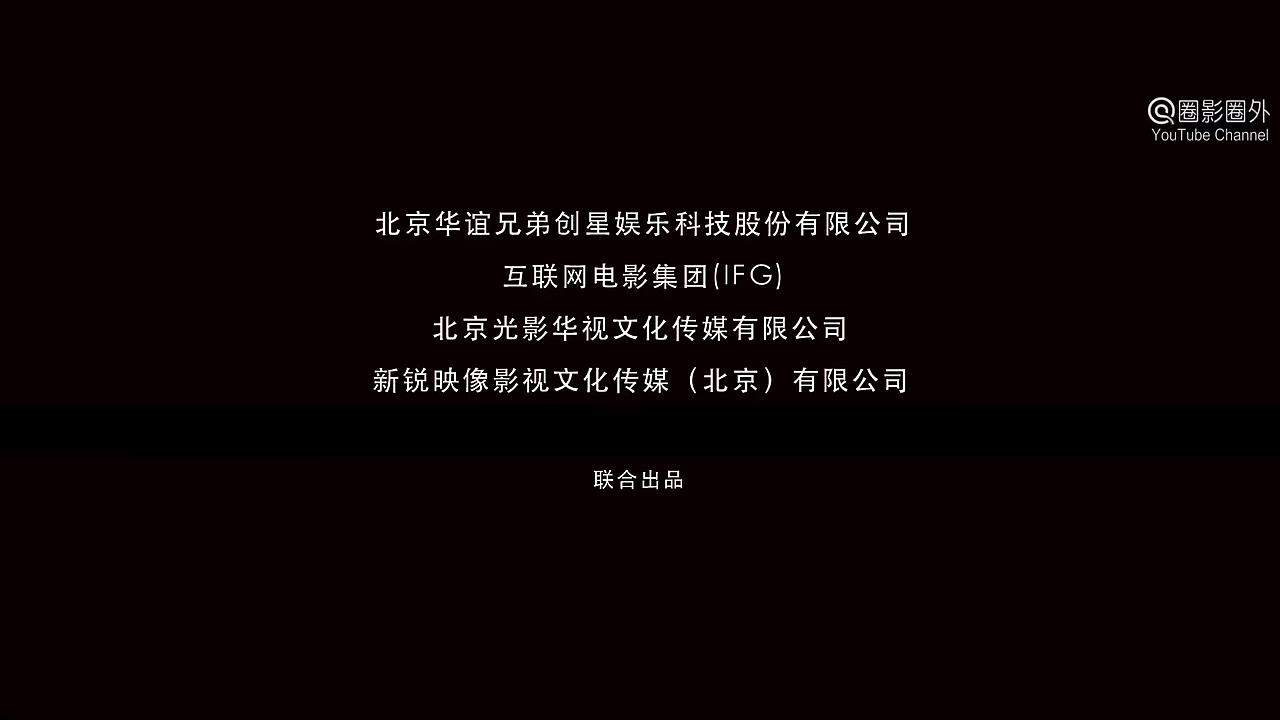 圈影圈外
YouTube Channel
北京华谊兄弟创星娱乐科技股份有限公司
互联网电影集团(IFG)
北京光影华视文化传媒有限公司
新锐映像影视文化传媒（北京）有限公司
联合出品